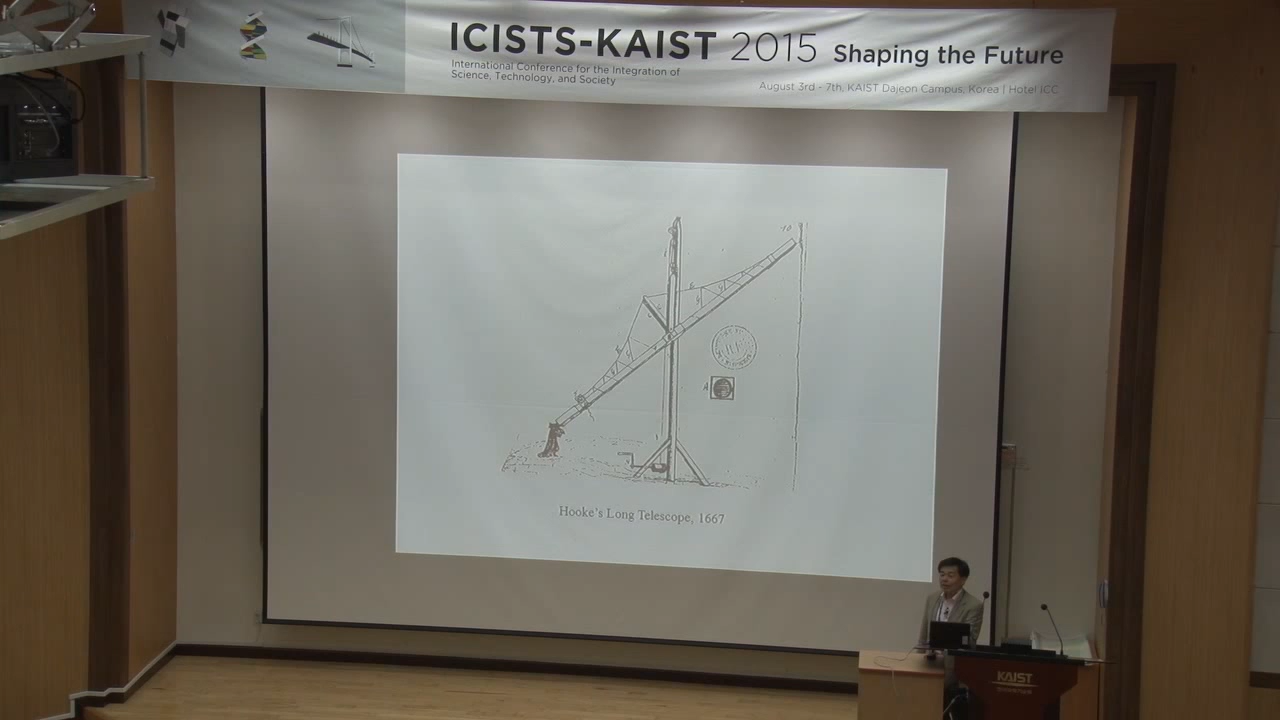 ICISTS-KAIST 2015 Shaping the Future
International Conference for the Integration of
Science, Technology, and Society
August 3rd - 7th, KAIST Dajeon Campus, Korea | Hotel ICC
Hooke's Long Telescope, 1667
KAIST